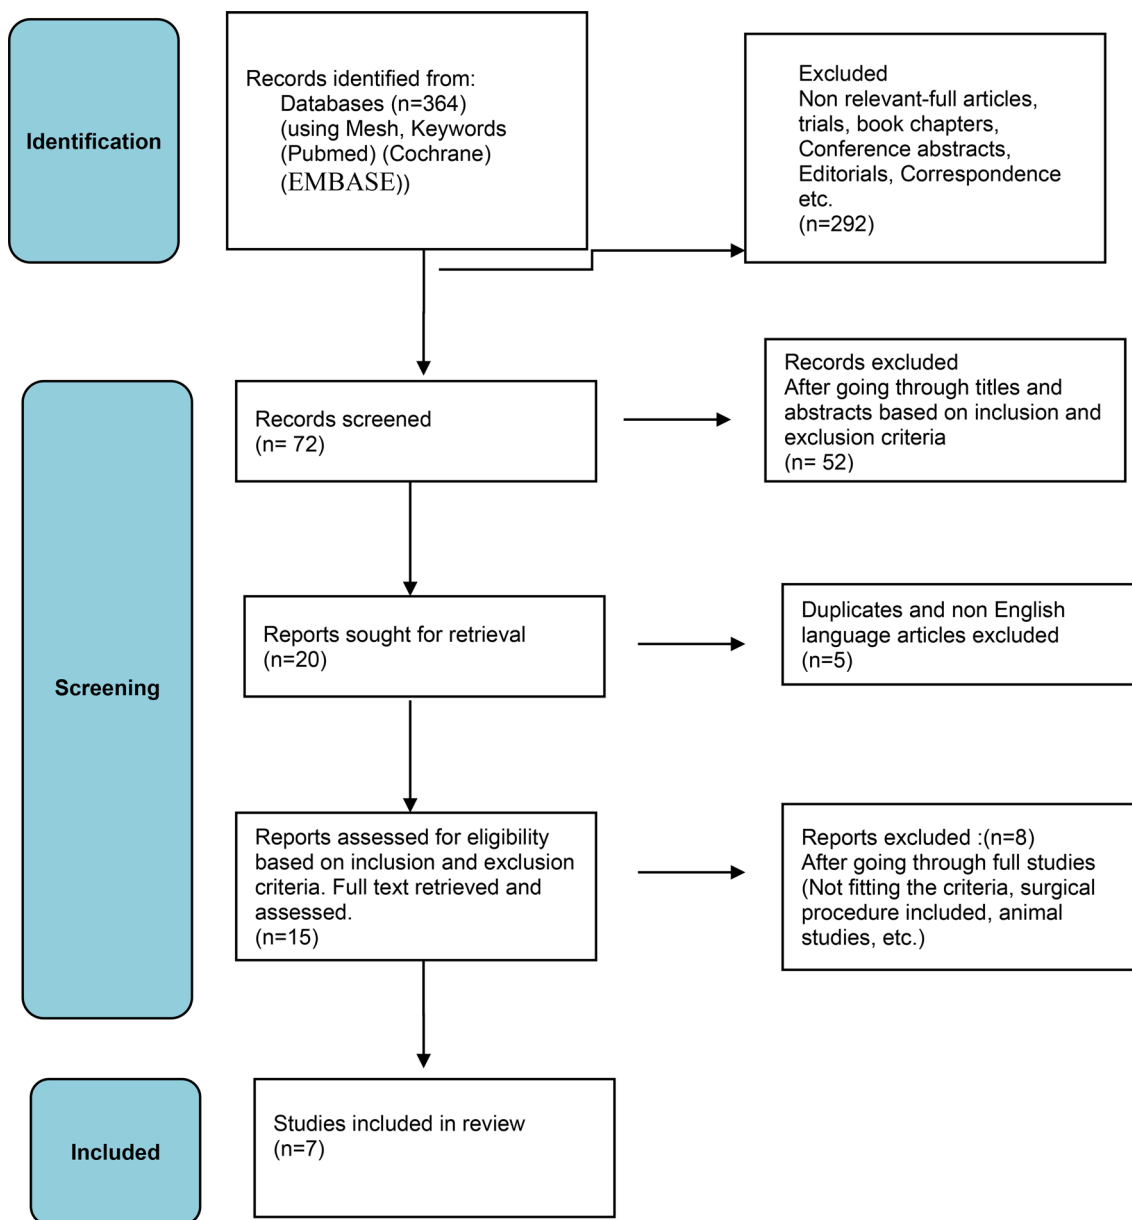 Identification
Records identified from:
Databases (n=364)
(using Mesh, Keywords
(Pubmed) (Cochrane)
(EMBASE))
Excluded
Non relevant-full articles,
trials, book chapters,
Conference abstracts,
Editorials, Correspondence
etc.
(n=292)
Screening
Records screened
(n= 72)
Records excluded
After going through titles and
abstracts based on inclusion and
exclusion criteria
(n= 52)
Reports sought for retrieval
(n=20)
Duplicates and non English
language articles excluded
(n=5)
Reports assessed for eligibility
based on inclusion and exclusion
criteria. Full text retrieved and
assessed.
(n=15)
Reports excluded :(n=8)
After going through full studies
(Not fitting the criteria, surgical
procedure included, animal
studies, etc.)
Included
Studies included in review
(n=7)